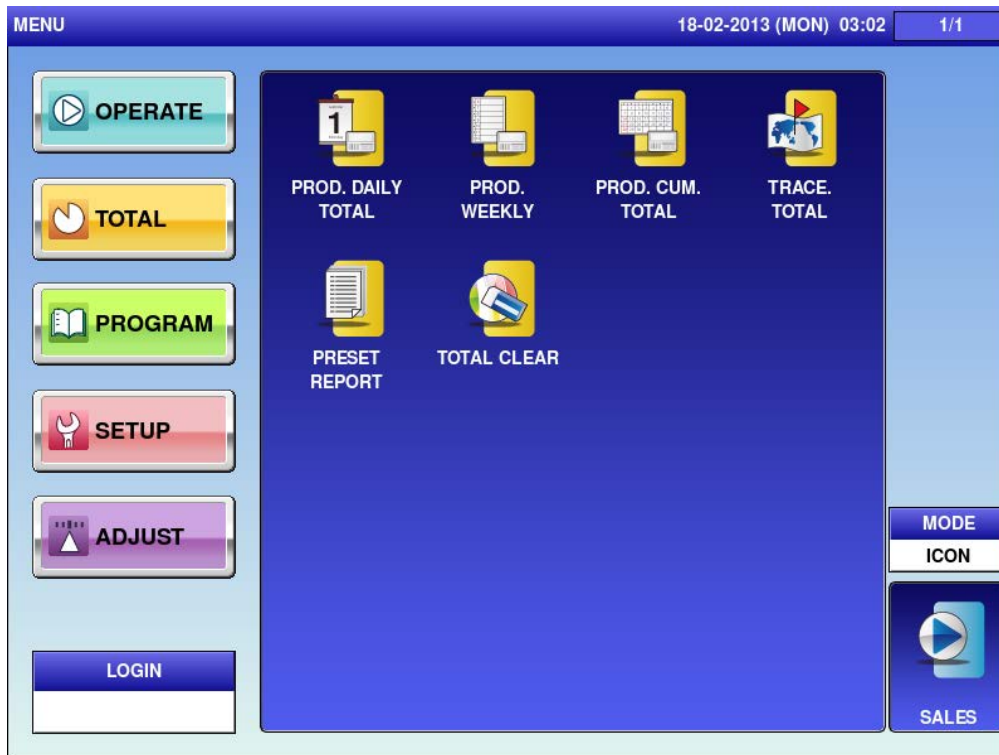 MENU
18-02-2013 (MON) 03:02
1/1
OPERATE
TOTAL
PROGRAM
SETUP
ADJUST
LOGIN
1
PROD. DAILY
TOTAL
PROD.
WEEKLY
PROD. CUM.
TOTAL
TRACE.
TOTAL
PRESET
REPORT
TOTAL CLEAR
MODE
ICON
SALES